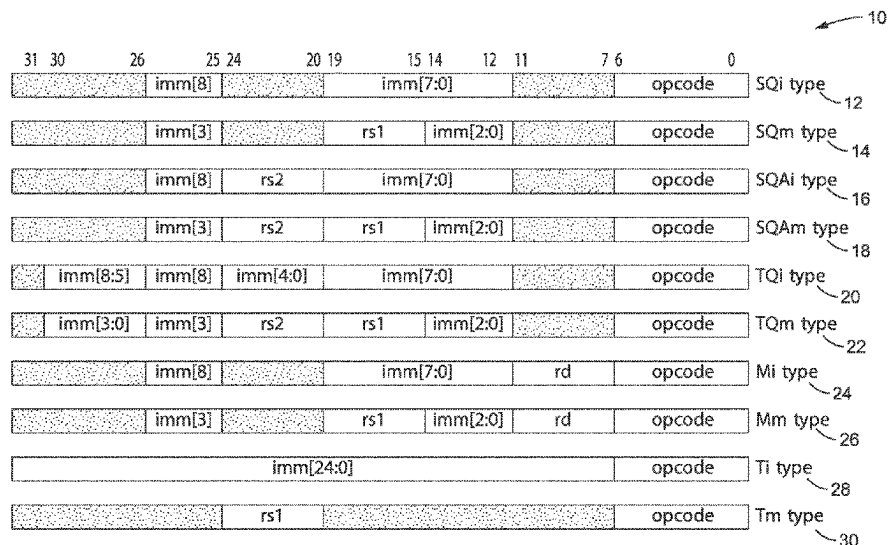 10
31 30 26 25 24 20 19 15 14 12 11 7 6 0
imm[8] imm[7:0] opcode SQi type
12
imm[3] rs1 imm[2:0] opcode SQm type
14
imm[8] rs2 imm[7:0] opcode SQAi type
16
imm[3] rs2 rs1 imm[2:0] opcode SQAm type
18
imm[8:5] imm[8] imm[4:0] imm[7:0] opcode TQi type
20
imm[3:0] imm[3] rs2 rs1 imm[2:0] opcode TQm type
22
imm[8] imm[7:0] rd opcode Mi type
24
imm[3] rs1 imm[2:0] rd opcode Mm type
26
imm[24:0] opcode Ti type
28
rs1 opcode Tm type
30